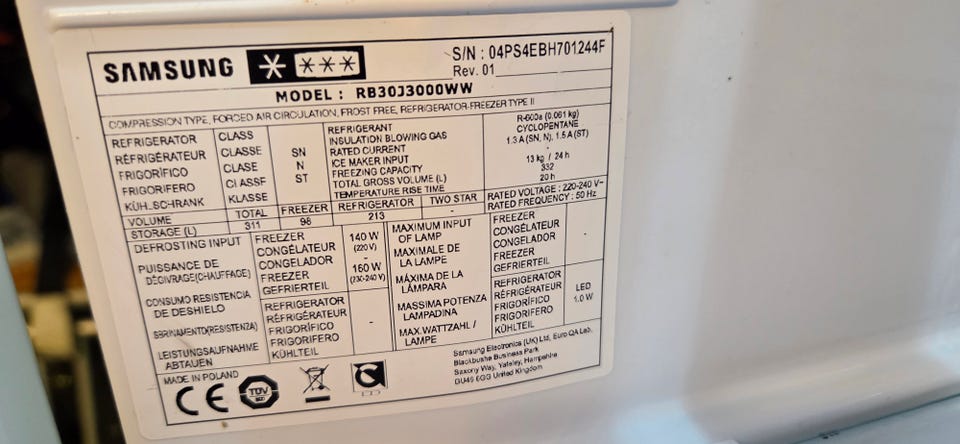 SAMSUNG
S/N : 04PS4EBH701244F
Rev. 01
MODEL : RB30J3000WW
COMPRESSION TYPE, FORCED AIR CIRCULATION, FROST FREE, REFRIGERATOR-FREEZER TYPE II
REFRIGERATOR CLASS
RÉFRIGÉRATEUR CLASSE
FRIGORÍFICO CLASE
FRIGORIFERO CLASSE
KÜHLSCHRANK KLASSE
SN
N
ST
REFRIGERANT R-600a (0.061 kg)
INSULATION BLOWING GAS CYCLOPENTANE
RATED CURRENT 1.3 A (SN, N), 1.5 A (ST)
ICE MAKER INPUT -
FREEZING CAPACITY 13 kg / 24 h
TOTAL GROSS VOLUME (L) 332
TEMPERATURE RISE TIME 20 h
VOLUME TOTAL FREEZER REFRIGERATOR TWO STAR
STORAGE (L) 311 98 213 -
RATED VOLTAGE : 220-240 V~
RATED FREQUENCY : 50 Hz
DEFROSTING INPUT
PUISSANCE DE
DÉGIVRAGE(CHAUFFAGE)
CONSUMO RESISTENCIA
DE DESHIELO
SBRINAMENTO(RESISTENZA)
LEISTUNGSAUFNAHME
ABTAUEN
FREEZER
CONGÉLATEUR
CONGELADOR
FREEZER
GEFRIERTEIL
140 W
(220 V)
-
160 W
(230-240 V)
REFRIGERATOR
RÉFRIGÉRATEUR
FRIGORÍFICO
FRIGORIFERO
KÜHLTEIL
-
MAXIMUM INPUT
OF LAMP
MAXIMALE DE
LA LAMPE
MÁXIMA DE LA
LÁMPARA
MASSIMA POTENZA
LAMPADINA
MAX.WATTZAHL /
LAMPE
FREEZER
CONGÉLATEUR
CONGELADOR
FREEZER
GEFRIERTEIL
-
REFRIGERATOR
RÉFRIGÉRATEUR
FRIGORÍFICO
FRIGORIFERO
KÜHLTEIL
LED
1.0 W
MADE IN POLAND
CE
TÜV
Samsung Electronics (UK) Ltd, Euro QA Lab.
Blackbushe Business Park
Saxony Way, Yateley, Hampshire
GU46 6GG United Kingdom